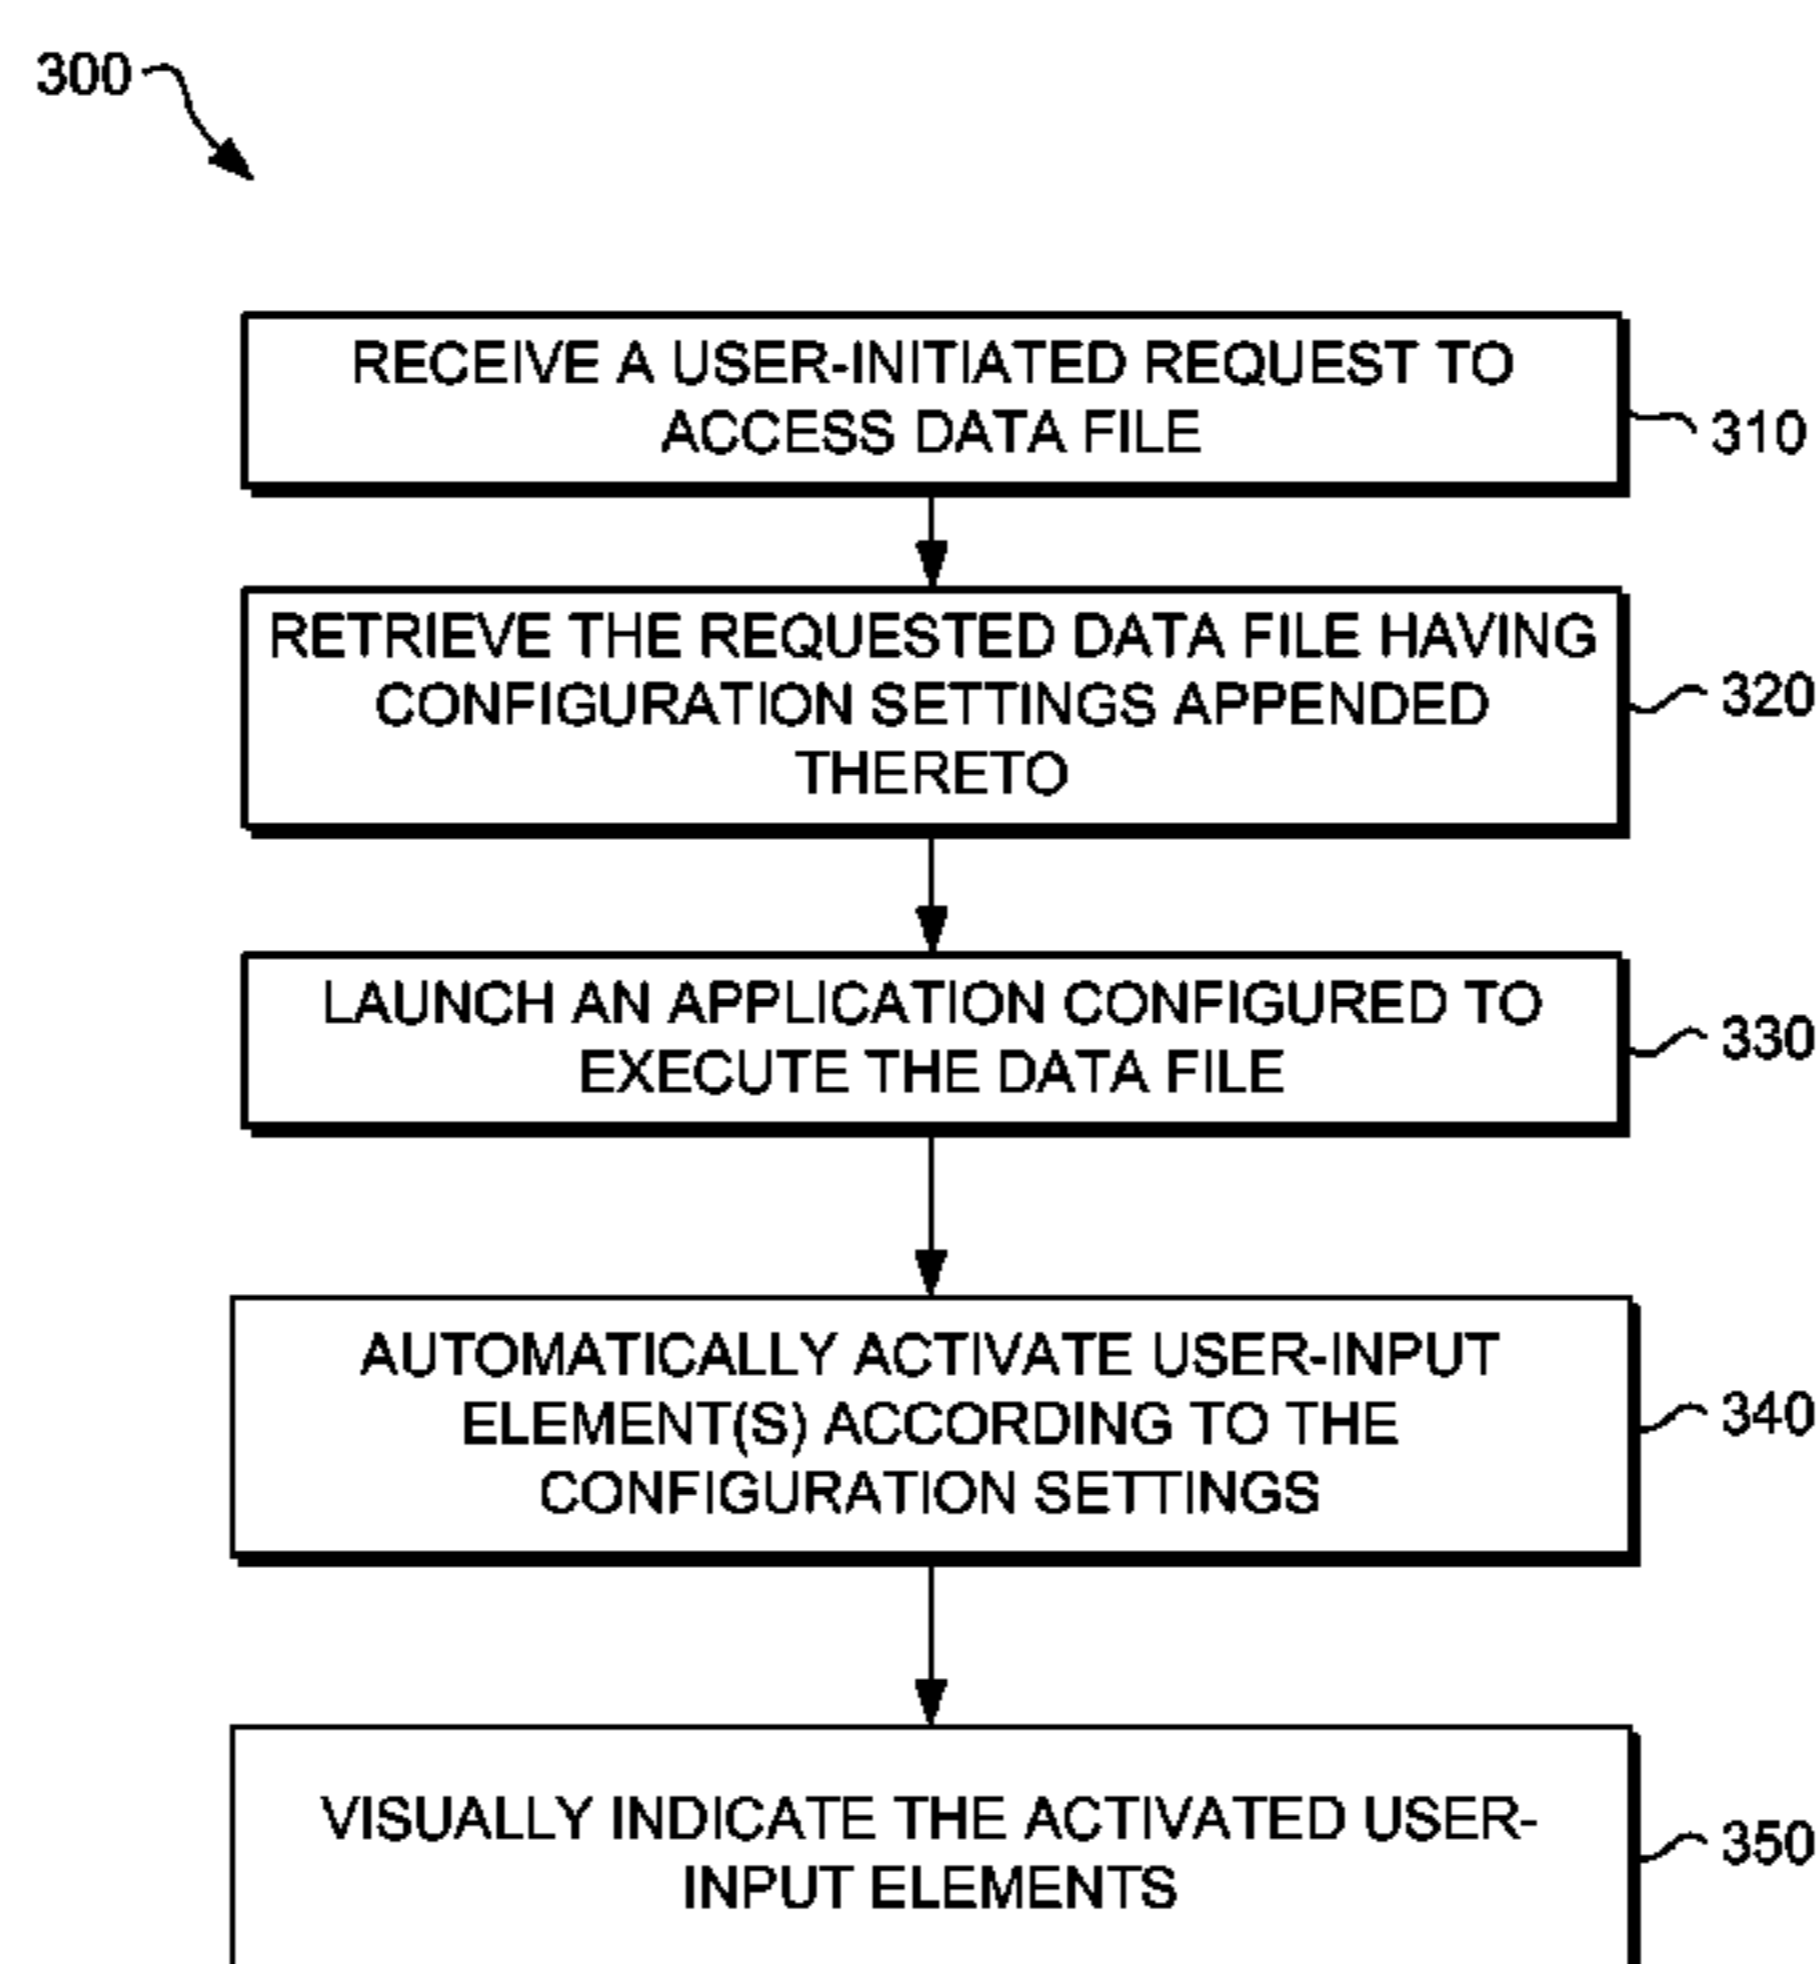 300
RECEIVE A USER-INITIATED REQUEST TO
ACCESS DATA FILE
310
RETRIEVE THE REQUESTED DATA FILE HAVING
CONFIGURATION SETTINGS APPENDED
THERETO
320
LAUNCH AN APPLICATION CONFIGURED TO
EXECUTE THE DATA FILE
330
AUTOMATICALLY ACTIVATE USER-INPUT
ELEMENT(S) ACCORDING TO THE
CONFIGURATION SETTINGS
340
VISUALLY INDICATE THE ACTIVATED USER-
INPUT ELEMENTS
350